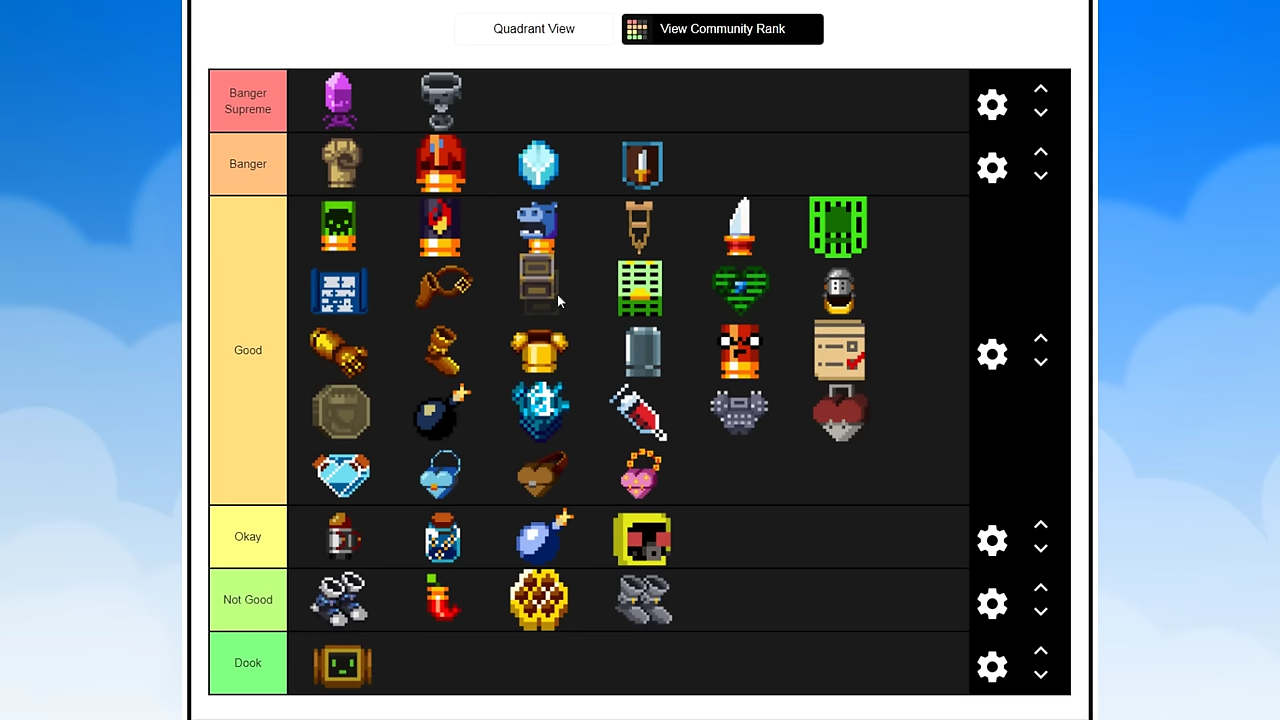 Quadrant View
View Community Rank
Banger
Supreme
Banger
Good
Okay
Not Good
Dook